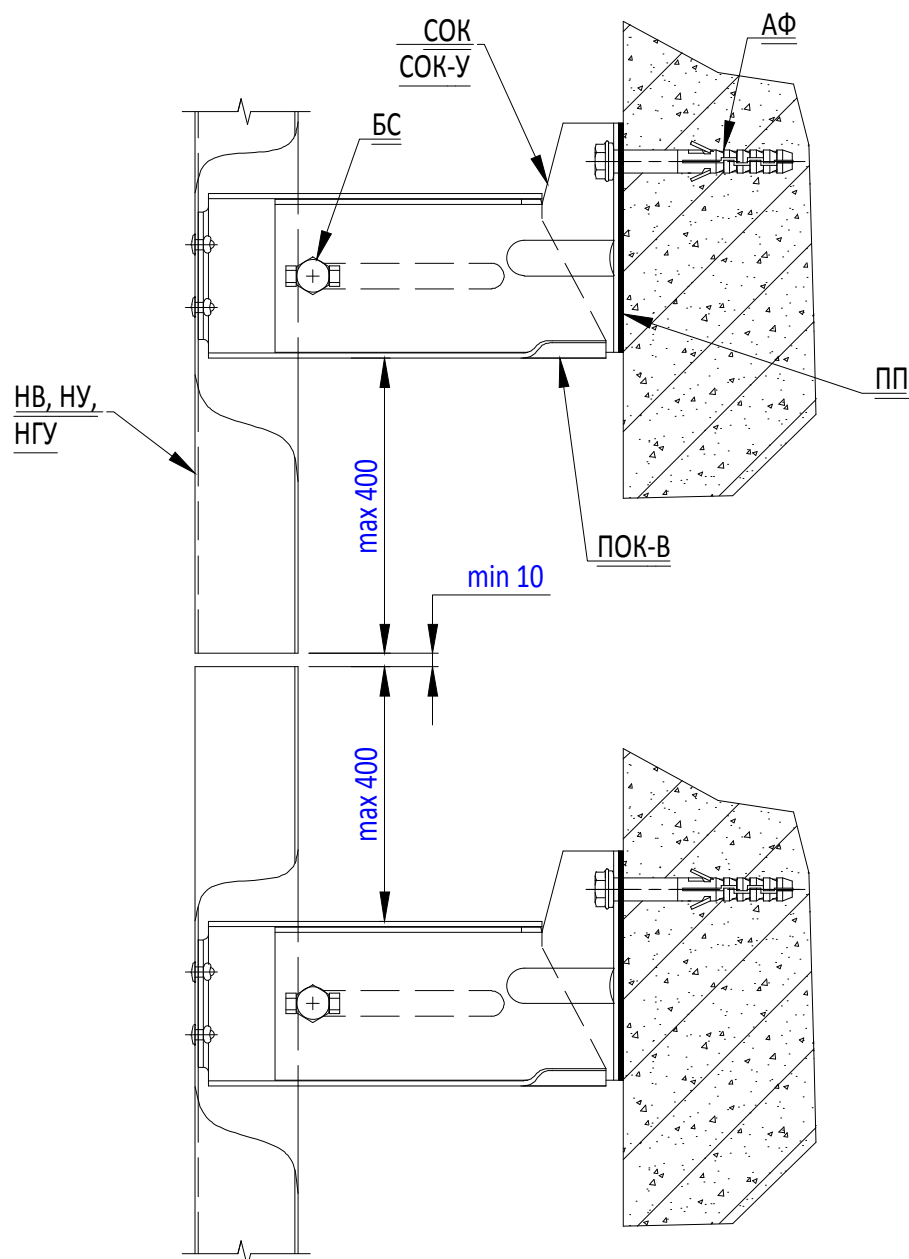 СОК
СОК-У
АФ
БС
НВ, НУ,
НГУ
ПП
max 400
ПОК-В
min 10
max 400